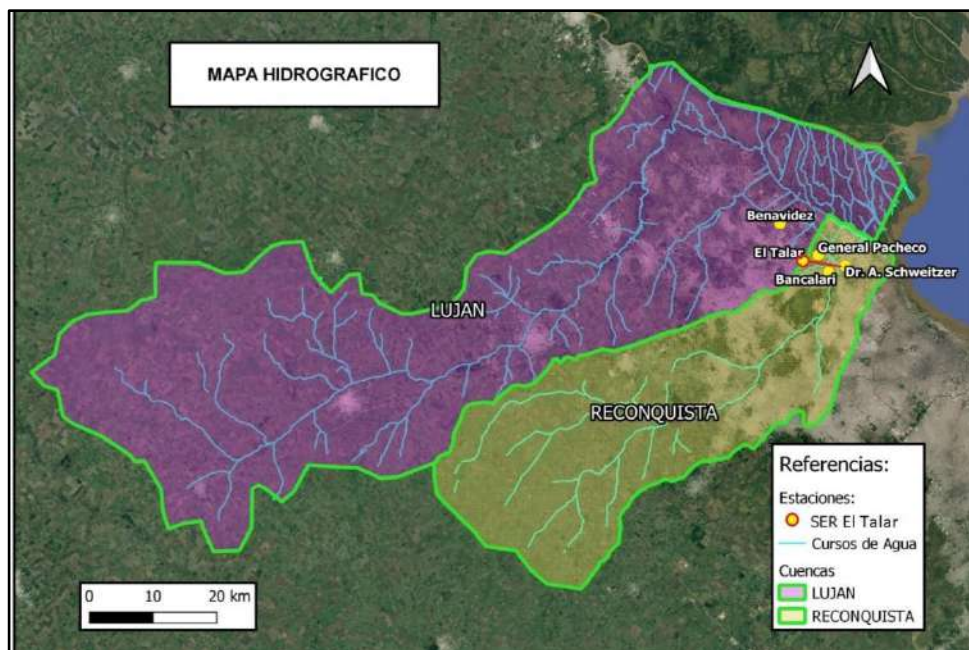 MAPA HIDROGRAFICO
Benavidez
General Pacheco
El Talar
Dr. A. Schweitzer
Bancalari
LUJAN
RECONQUISTA
Referencias:
Estaciones:
SER El Talar
Cursos de Agua
Cuencas
LUJAN
RECONQUISTA
0 10 20 km